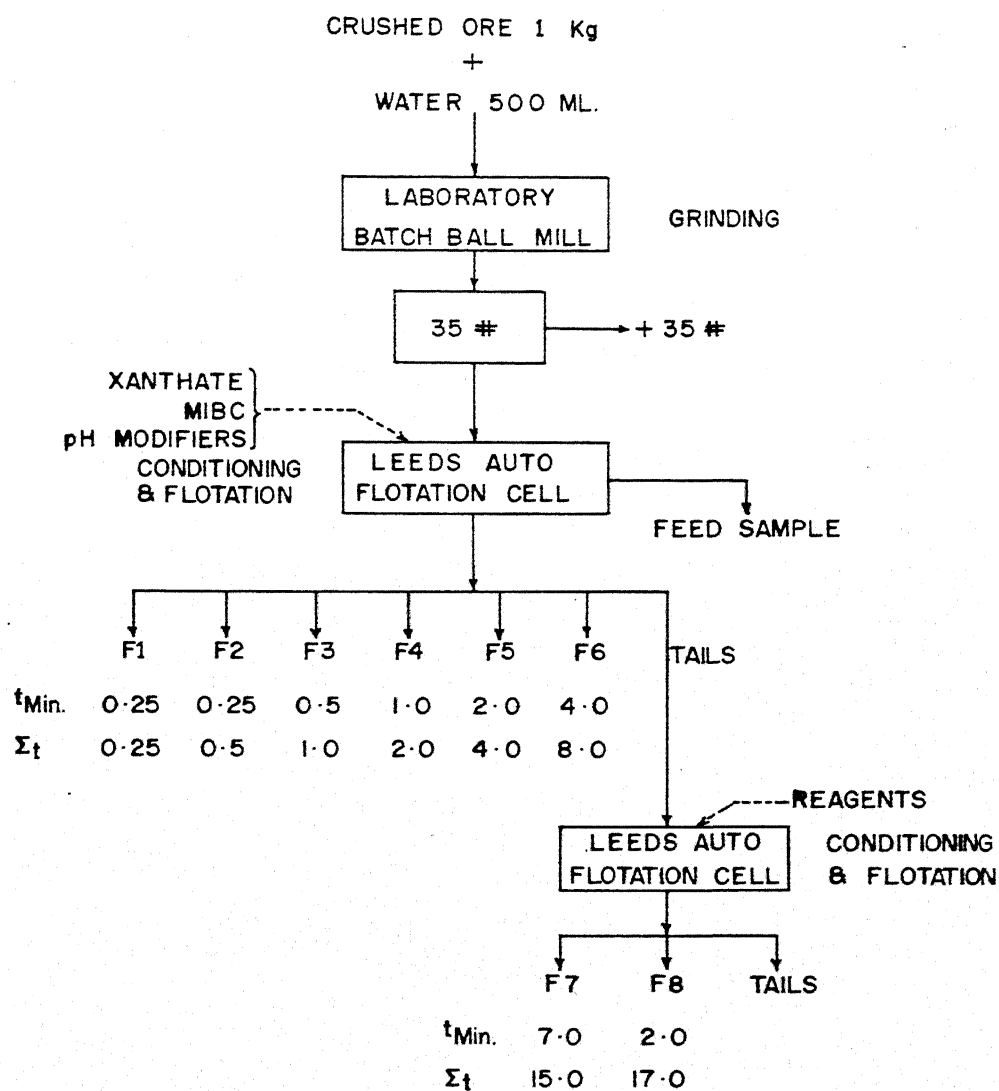 CRUSHED ORE 1 Kg
+
WATER 500 ML.
LABORATORY
BATCH BALL MILL
GRINDING
35 #
+ 35 #
XANTHATE
MIBC
pH MODIFIERS
CONDITIONING
& FLOTATION
LEEDS AUTO
FLOTATION CELL
FEED SAMPLE
F1 F2 F3 F4 F5 F6 TAILS
tMin. 0·25 0·25 0·5 1·0 2·0 4·0
Σt 0·25 0·5 1·0 2·0 4·0 8·0
REAGENTS
LEEDS AUTO
FLOTATION CELL
CONDITIONING
& FLOTATION
F7 F8 TAILS
tMin. 7·0 2·0
Σt 15·0 17·0